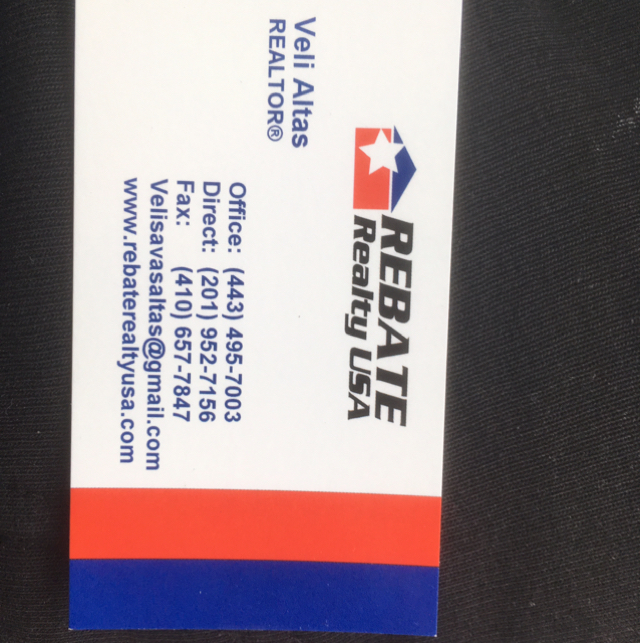 REBATE
Realty USA
Veli Altas
REALTOR®
Office: (443) 495-7003
Direct: (201) 952-7156
Fax: (410) 657-7847
Velisavasaltas@gmail.com
www.rebaterealtyusa.com